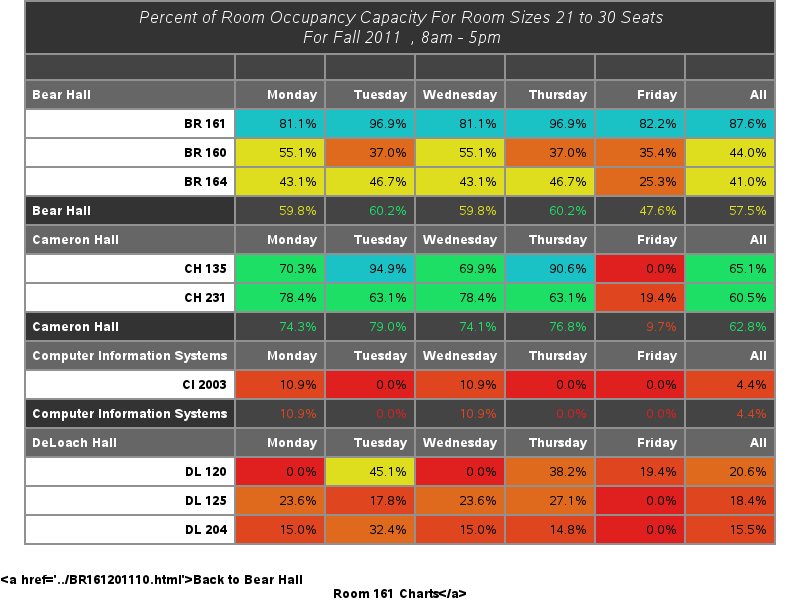 Percent of Room Occupancy Capacity For Room Sizes 21 to 30 Seats
For Fall 2011 , 8am - 5pm
Bear Hall Monday Tuesday Wednesday Thursday Friday All
BR 161 81.1% 96.9% 81.1% 96.9% 82.2% 87.6%
BR 160 55.1% 37.0% 55.1% 37.0% 35.4% 44.0%
BR 164 43.1% 46.7% 43.1% 46.7% 25.3% 41.0%
Bear Hall 59.8% 60.2% 59.8% 60.2% 47.6% 57.5%
Cameron Hall Monday Tuesday Wednesday Thursday Friday All
CH 135 70.3% 94.9% 69.9% 90.6% 0.0% 65.1%
CH 231 78.4% 63.1% 78.4% 63.1% 19.4% 60.5%
Cameron Hall 74.3% 79.0% 74.1% 76.8% 9.7% 62.8%
Computer Information Systems Monday Tuesday Wednesday Thursday Friday All
CI 2003 10.9% 0.0% 10.9% 0.0% 0.0% 4.4%
Computer Information Systems 10.9% 0.0% 10.9% 0.0% 0.0% 4.4%
DeLoach Hall Monday Tuesday Wednesday Thursday Friday All
DL 120 0.0% 45.1% 0.0% 38.2% 19.4% 20.6%
DL 125 23.6% 17.8% 23.6% 27.1% 0.0% 18.4%
DL 204 15.0% 32.4% 15.0% 14.8% 0.0% 15.5%
<a href='../BR161201110.html'>Back to Bear Hall
Room 161 Charts</a>